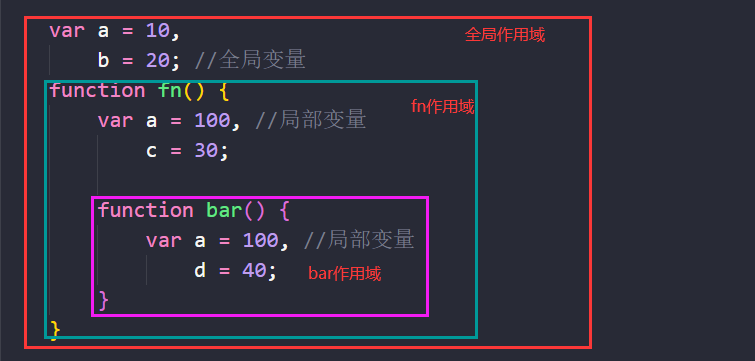 var a = 10, 全局作用域
b = 20; //全局变量
function fn() {
fn作用域
var a = 100, //局部变量
c = 30;
function bar() {
var a = 100, //局部变量
d = 40; bar作用域
}
}